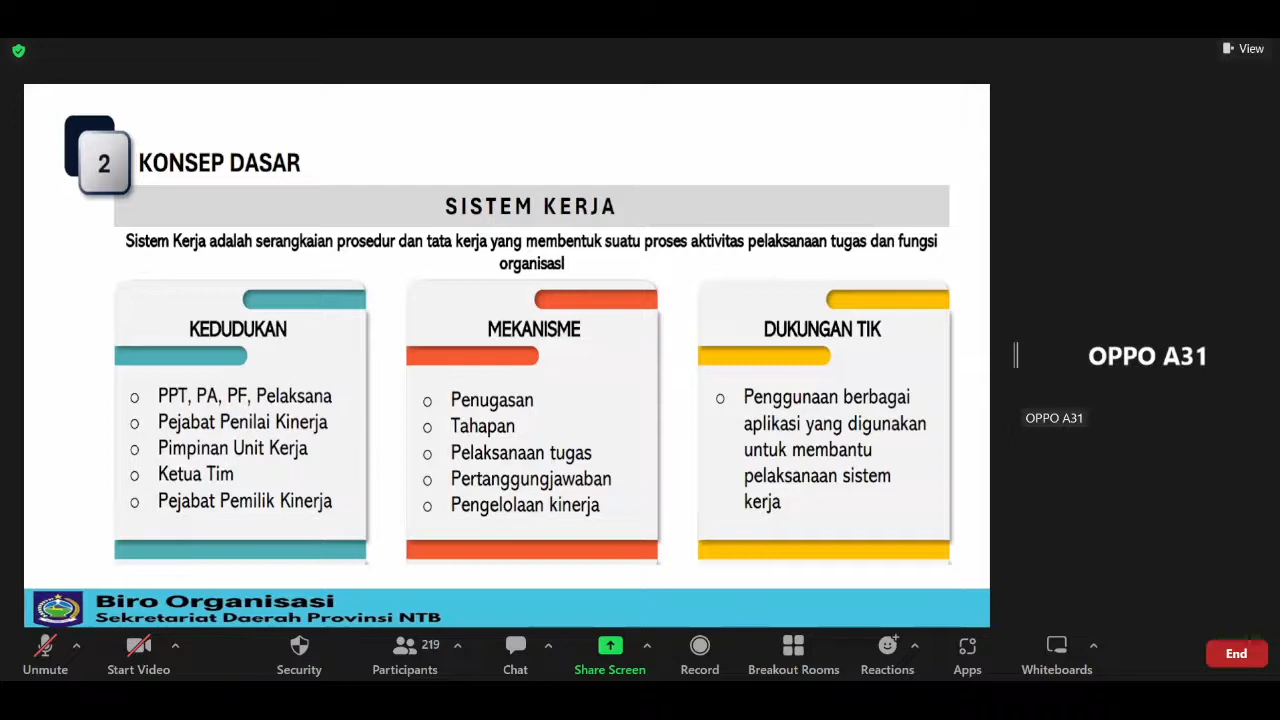 View
2
KONSEP DASAR
SISTEM KERJA
Sistem Kerja adalah serangkaian prosedur dan tata kerja yang membentuk suatu proses aktivitas pelaksanaan tugas dan fungsi
organisasi
KEDUDUKAN
o PPT, PA, PF, Pelaksana
o Pejabat Penilai Kinerja
o Pimpinan Unit Kerja
o Ketua Tim
o Pejabat Pemilik Kinerja
MEKANISME
o Penugasan
o Tahapan
o Pelaksanaan tugas
o Pertanggungjawaban
o Pengelolaan kinerja
DUKUNGAN TIK
o Penggunaan berbagai
aplikasi yang digunakan
untuk membantu
pelaksanaan sistem
kerja
OPPO A31
OPPO A31
Biro Organisasi
Sekretariat Daerah Provinsi NTB
Unmute
Start Video
Security
219
Participants
Chat
Share Screen
Record
Breakout Rooms
Reactions
Apps
Whiteboards
End